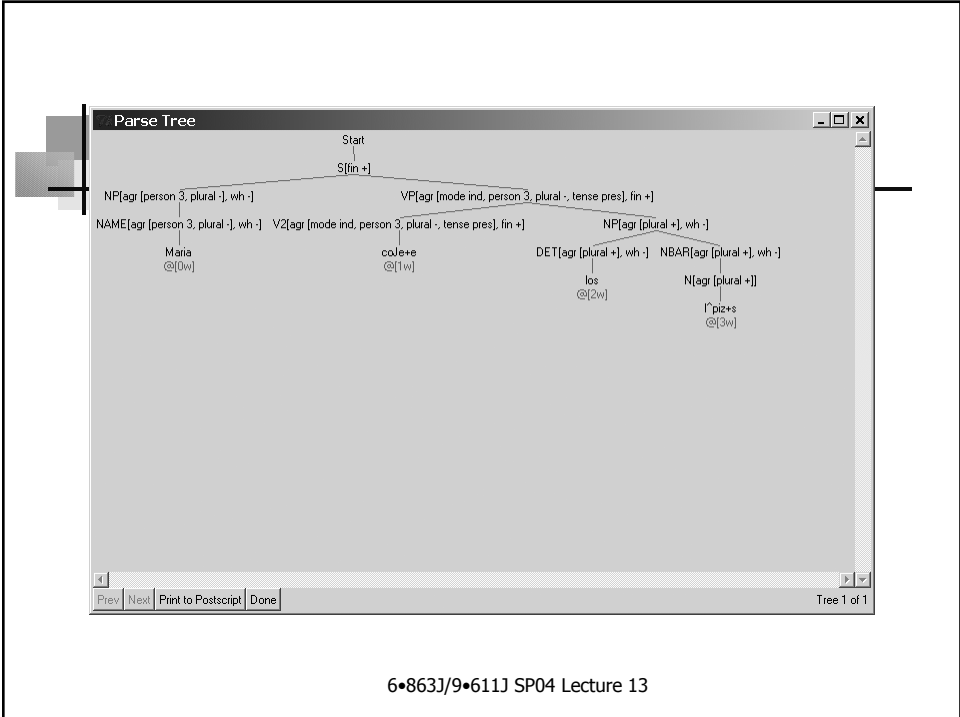 Parse Tree
Start
S[fin +]
NP[agr [person 3, plural -], wh -] VP[agr [mode ind, person 3, plural -, tense pres], fin +]
NAME[agr [person 3, plural -], wh -] V2[agr [mode ind, person 3, plural -, tense pres], fin +] NP[agr [plural +], wh -]
Maria coJe+e DET[agr [plural +], wh -] NBAR[agr [plural +], wh -]
@[0w] @[1w] los N[agr [plural +]]
@[2w] l^piz+s
@[3w]
Prev Next Print to Postscript Done Tree 1 of 1
6•863J/9•611J SP04 Lecture 13